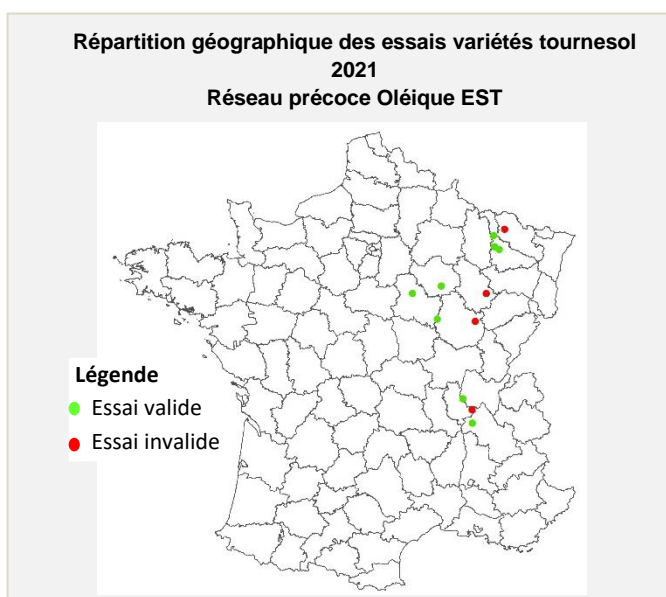 Répartition géographique des essais variétés tournesol
2021
Réseau précoce Oléique EST
Légende
Essai valide
Essai invalide